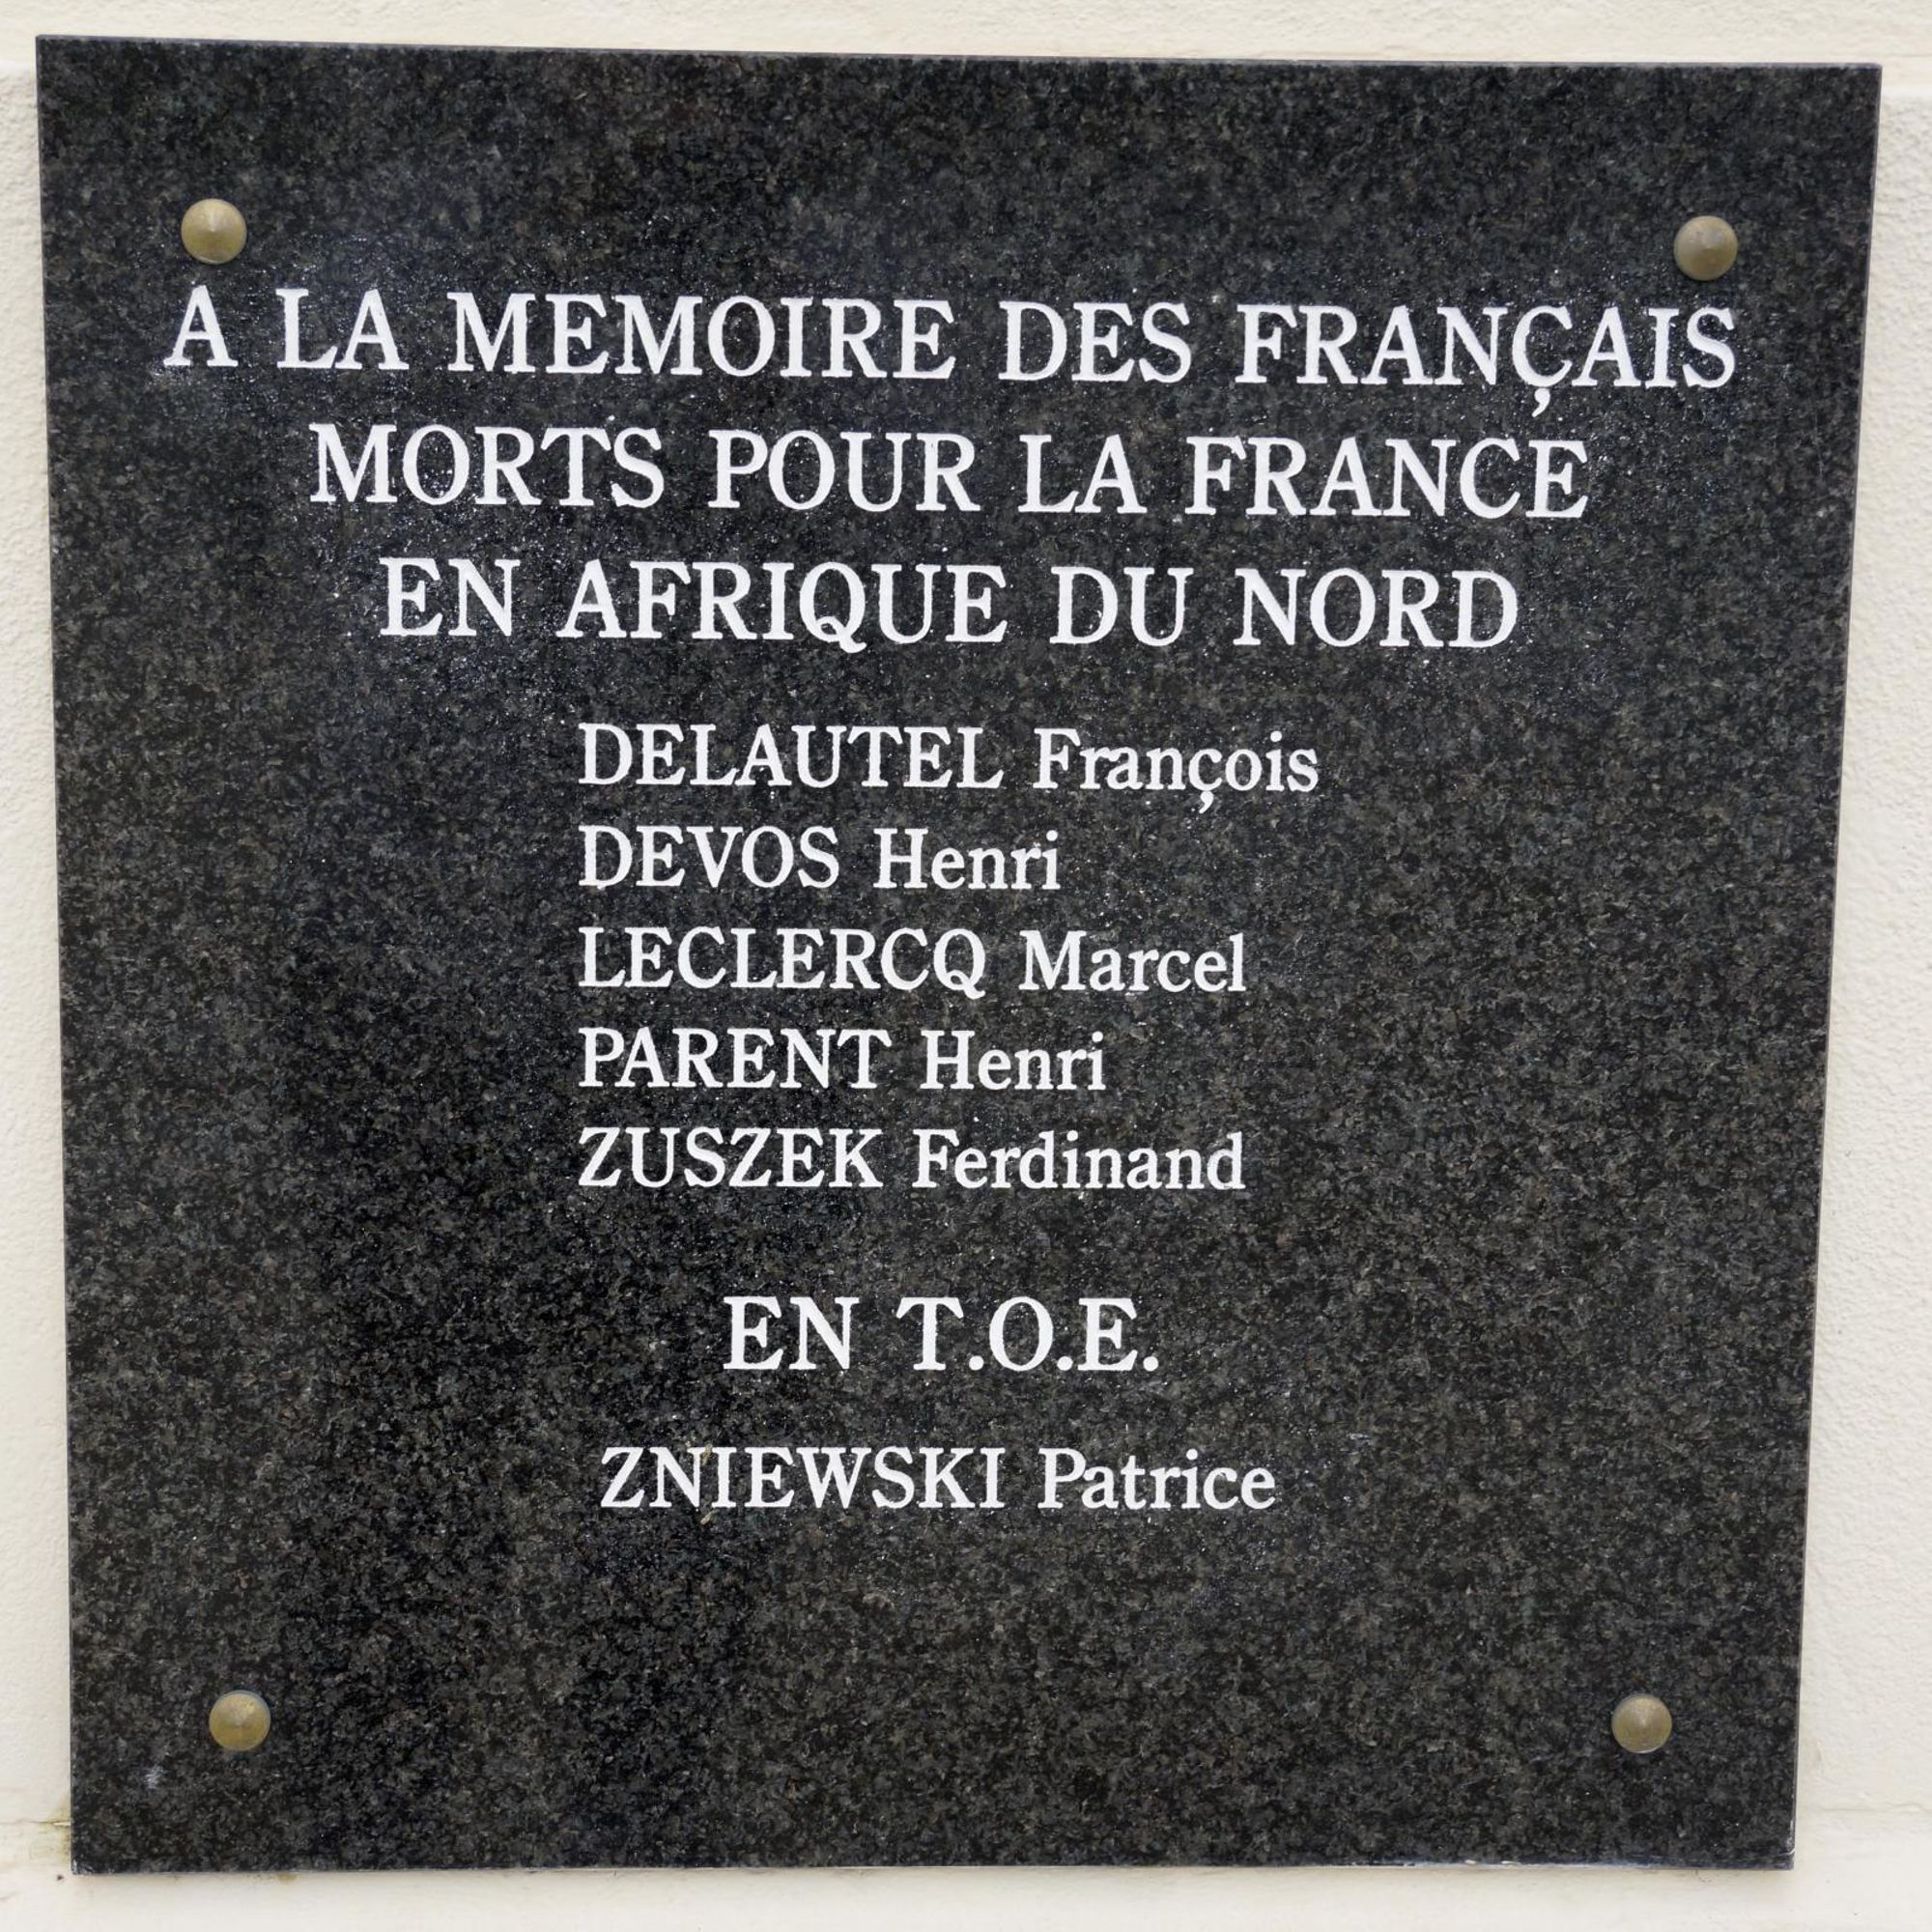 A LA MEMOIRE DES FRANÇAIS
MORTS POUR LA FRANCE
EN AFRIQUE DU NORD
DELAUTEL François
DEVOS Henri
LECLERCQ Marcel
PARENT Henri
ZUSZEK Ferdinand
EN T.O.E.
ZNIEWSKI Patrice